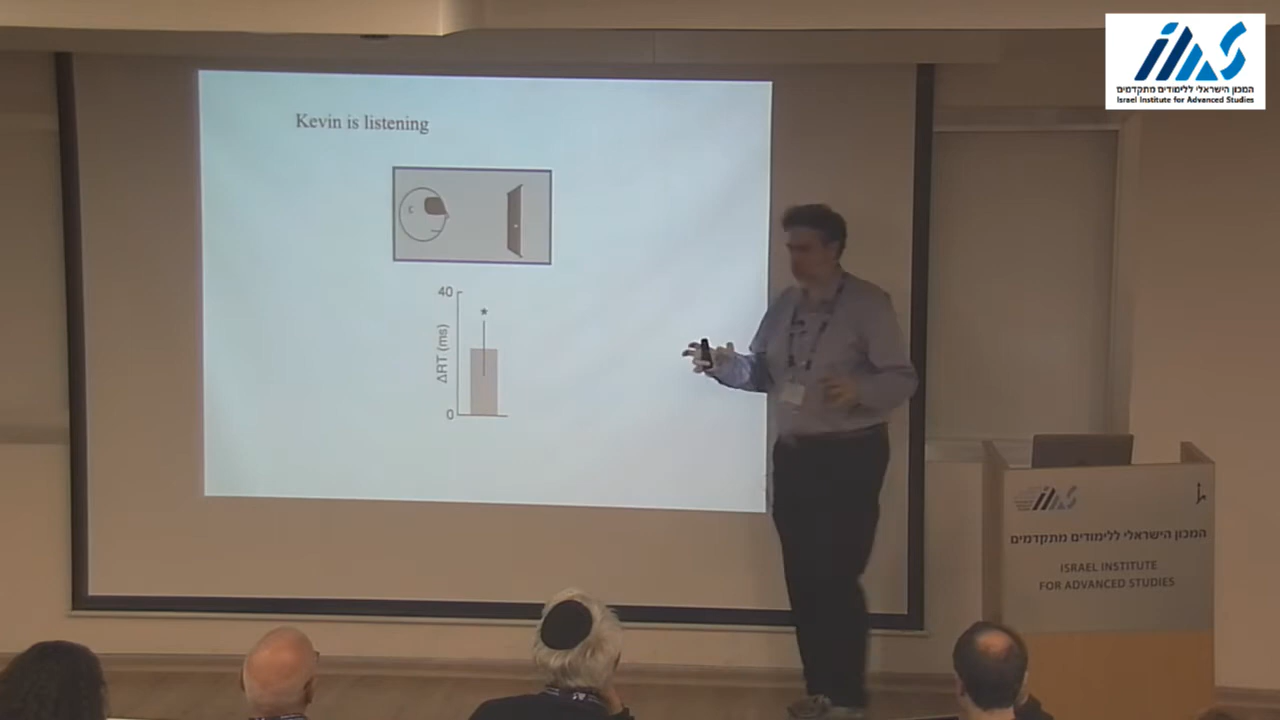 המכון הישראלי ללימודים מתקדמים
Israel Institute for Advanced Studies
Kevin is listening
40
*
ΔRT (ms)
0
המכון הישראלי ללימודים מתקדמים
ISRAEL INSTITUTE
FOR ADVANCED STUDIES